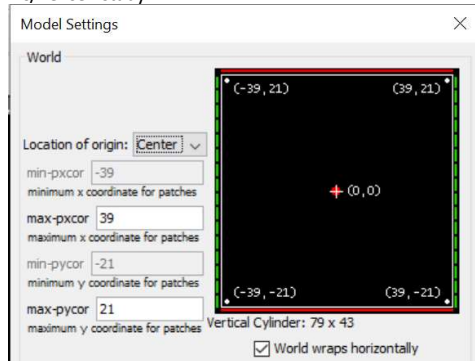 Model Settings
World
(-39,21) (39,21)
Location of origin: Center
min-pxcor -39
minimum x coordinate for patches
(0,0)
max-pxcor 39
maximum x coordinate for patches
min-pycor -21
minimum y coordinate for patches
(-39,-21) (39,-21)
max-pycor 21
maximum y coordinate for patches
Vertical Cylinder: 79 x 43
World wraps horizontally